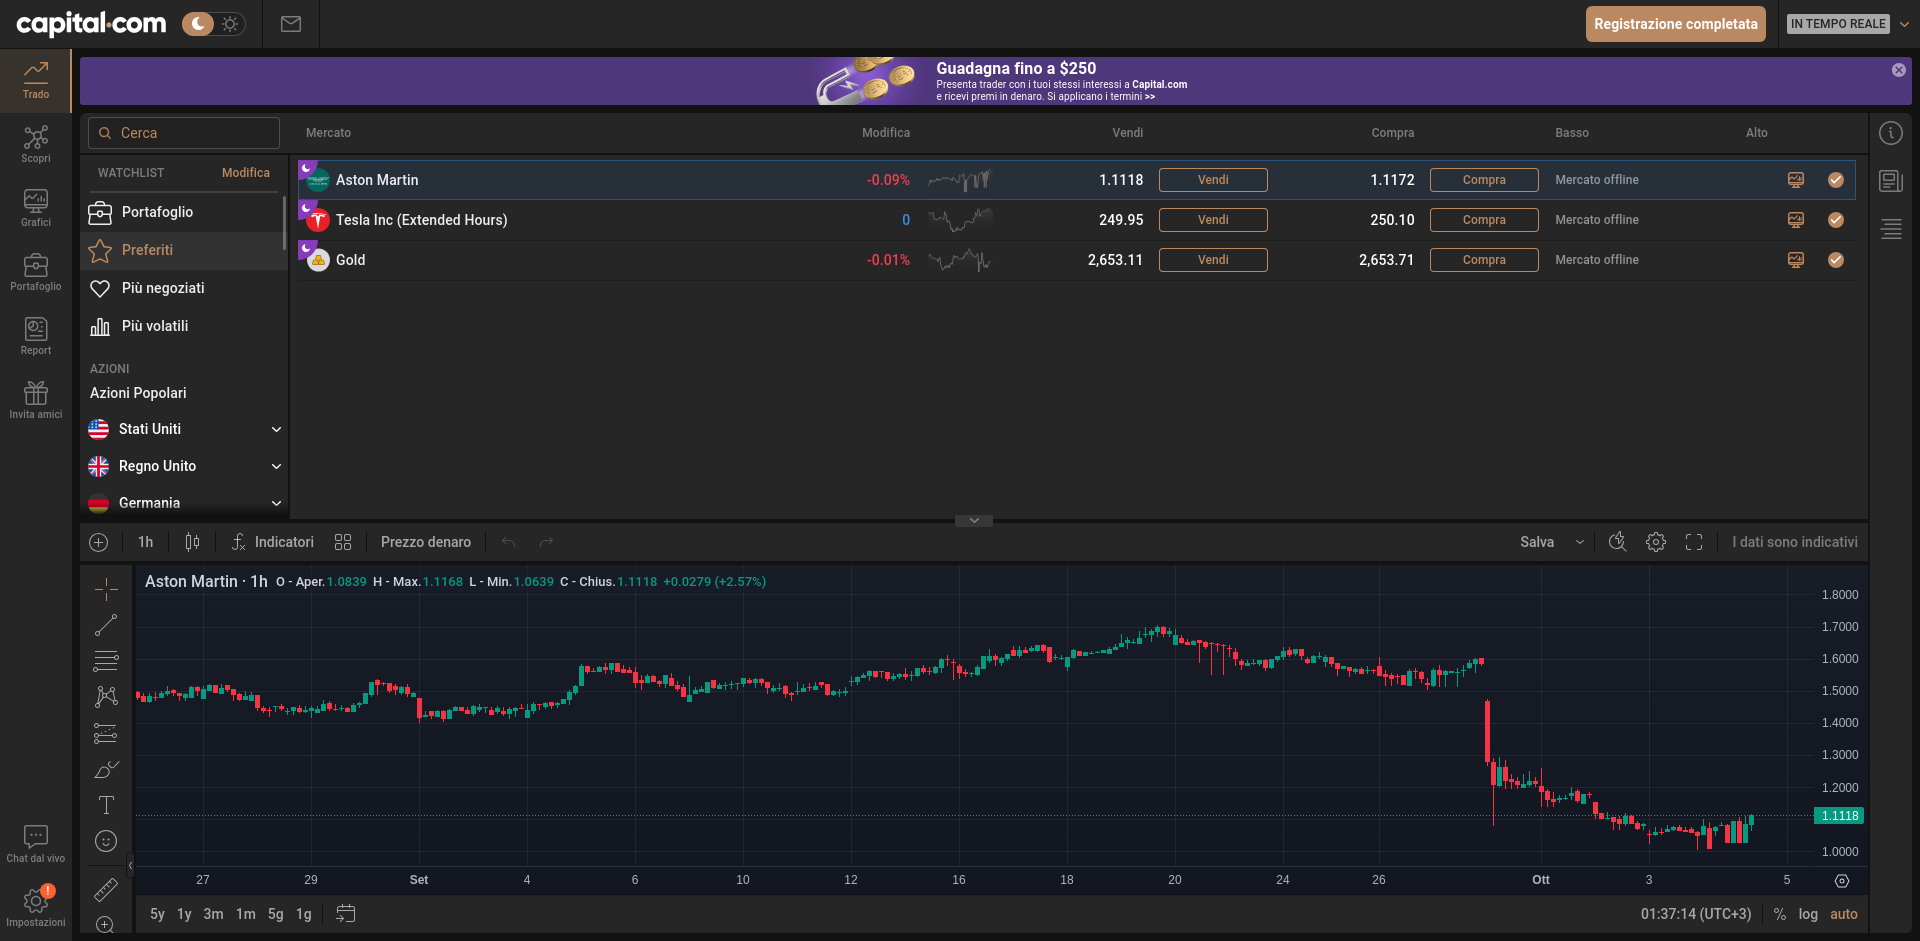 capital.com
Registrazione completata
IN TEMPO REALE
Trado
Scopri
Grafici
Portafoglio
Report
Invita amici
Chat dal vivo
!
Impostazioni
Guadagna fino a $250
Presenta trader con i tuoi stessi interessi a Capital.com
e ricevi premi in denaro. Si applicano i termini >>
Cerca
Mercato Modifica Vendi Compra Basso Alto
WATCHLIST Modifica
Portafoglio
Preferiti
Più negoziati
Più volatili
AZIONI
Azioni Popolari
Stati Uniti
Regno Unito
Germania
Aston Martin -0.09% 1.1118 Vendi 1.1172 Compra Mercato offline
Tesla Inc (Extended Hours) 0 249.95 Vendi 250.10 Compra Mercato offline
Gold -0.01% 2,653.11 Vendi 2,653.71 Compra Mercato offline
1h Indicatori Prezzo denaro Salva I dati sono indicativi
Aston Martin · 1h O - Aper.1.0839 H - Max.1.1168 L - Min.1.0639 C - Chius.1.1118 +0.0279 (+2.57%)
1.8000
1.7000
1.6000
1.5000
1.4000
1.3000
1.2000
1.1118
1.0000
27 29 Set 4 6 10 12 16 18 20 24 26 Ott 3 5
5y 1y 3m 1m 5g 1g 01:37:14 (UTC+3) % log auto